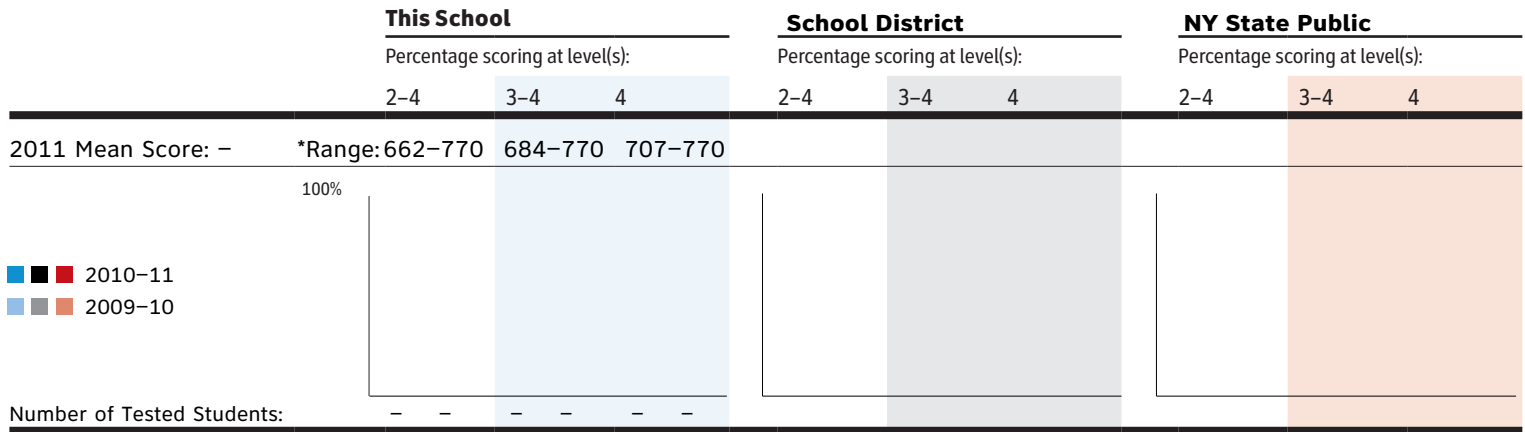 This School School District NY State Public
Percentage scoring at level(s): Percentage scoring at level(s): Percentage scoring at level(s):
2–4 3–4 4 2–4 3–4 4 2–4 3–4 4
2011 Mean Score: – *Range: 662–770 684–770 707–770
100%
2010–11
2009–10
Number of Tested Students: – – – – – –